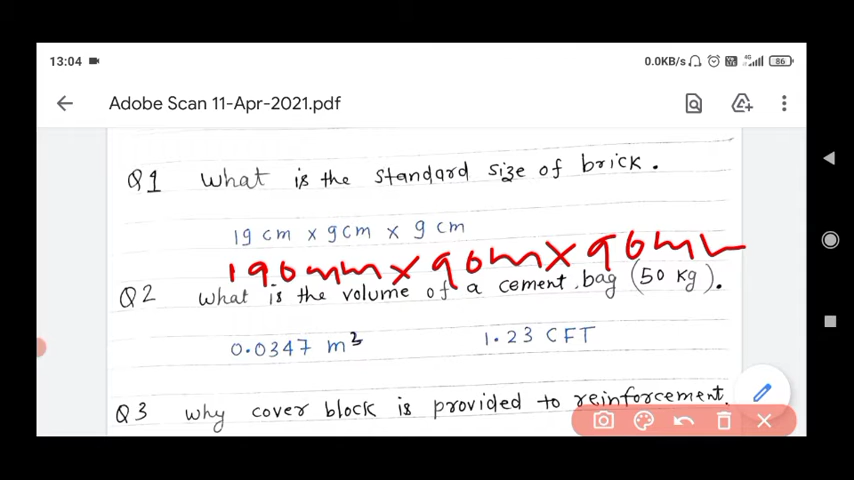 13:04 0.0KB/s 4G 86
Adobe Scan 11-Apr-2021.pdf
Q1 What is the standard size of brick.
19 cm x 9 cm x 9 cm
190mm x 90m x 90mm
Q2 What is the volume of a cement bag (50 kg).
0.0347 m³ 1.23 CFT
Q3 why cover block is provided to reinforcement.